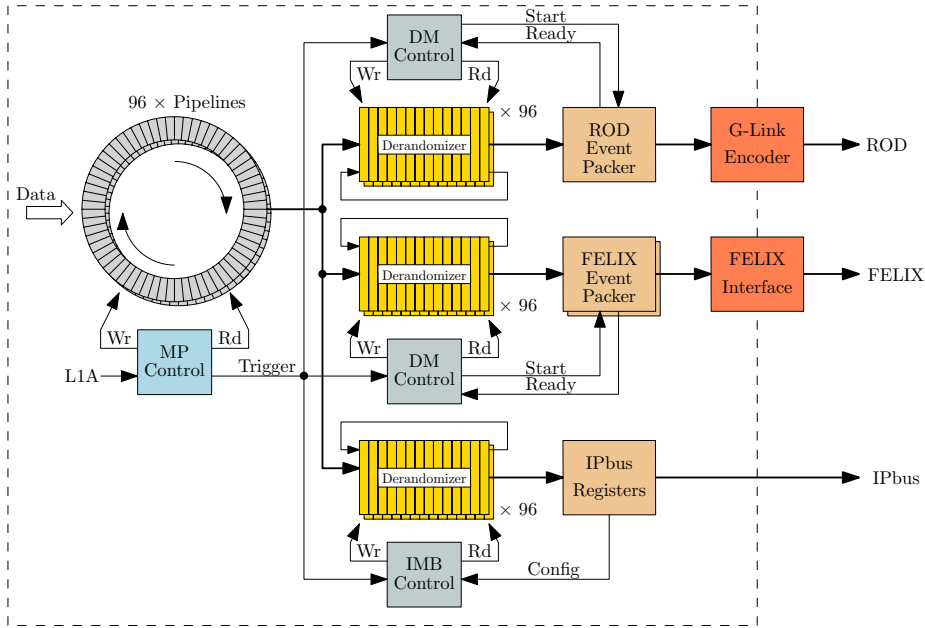 Start
DM
Control
Ready
Wr
Rd
96 × Pipelines
× 96
Derandomizer
ROD
Event
Packer
G-Link
Encoder
ROD
Data
Derandomizer
FELIX
Event
Packer
FELIX
Interface
FELIX
× 96
Wr
Rd
MP
Control
L1A
Trigger
Wr
Rd
DM
Control
Start
Ready
Derandomizer
IPbus
Registers
IPbus
× 96
Wr
Rd
IMB
Control
Config